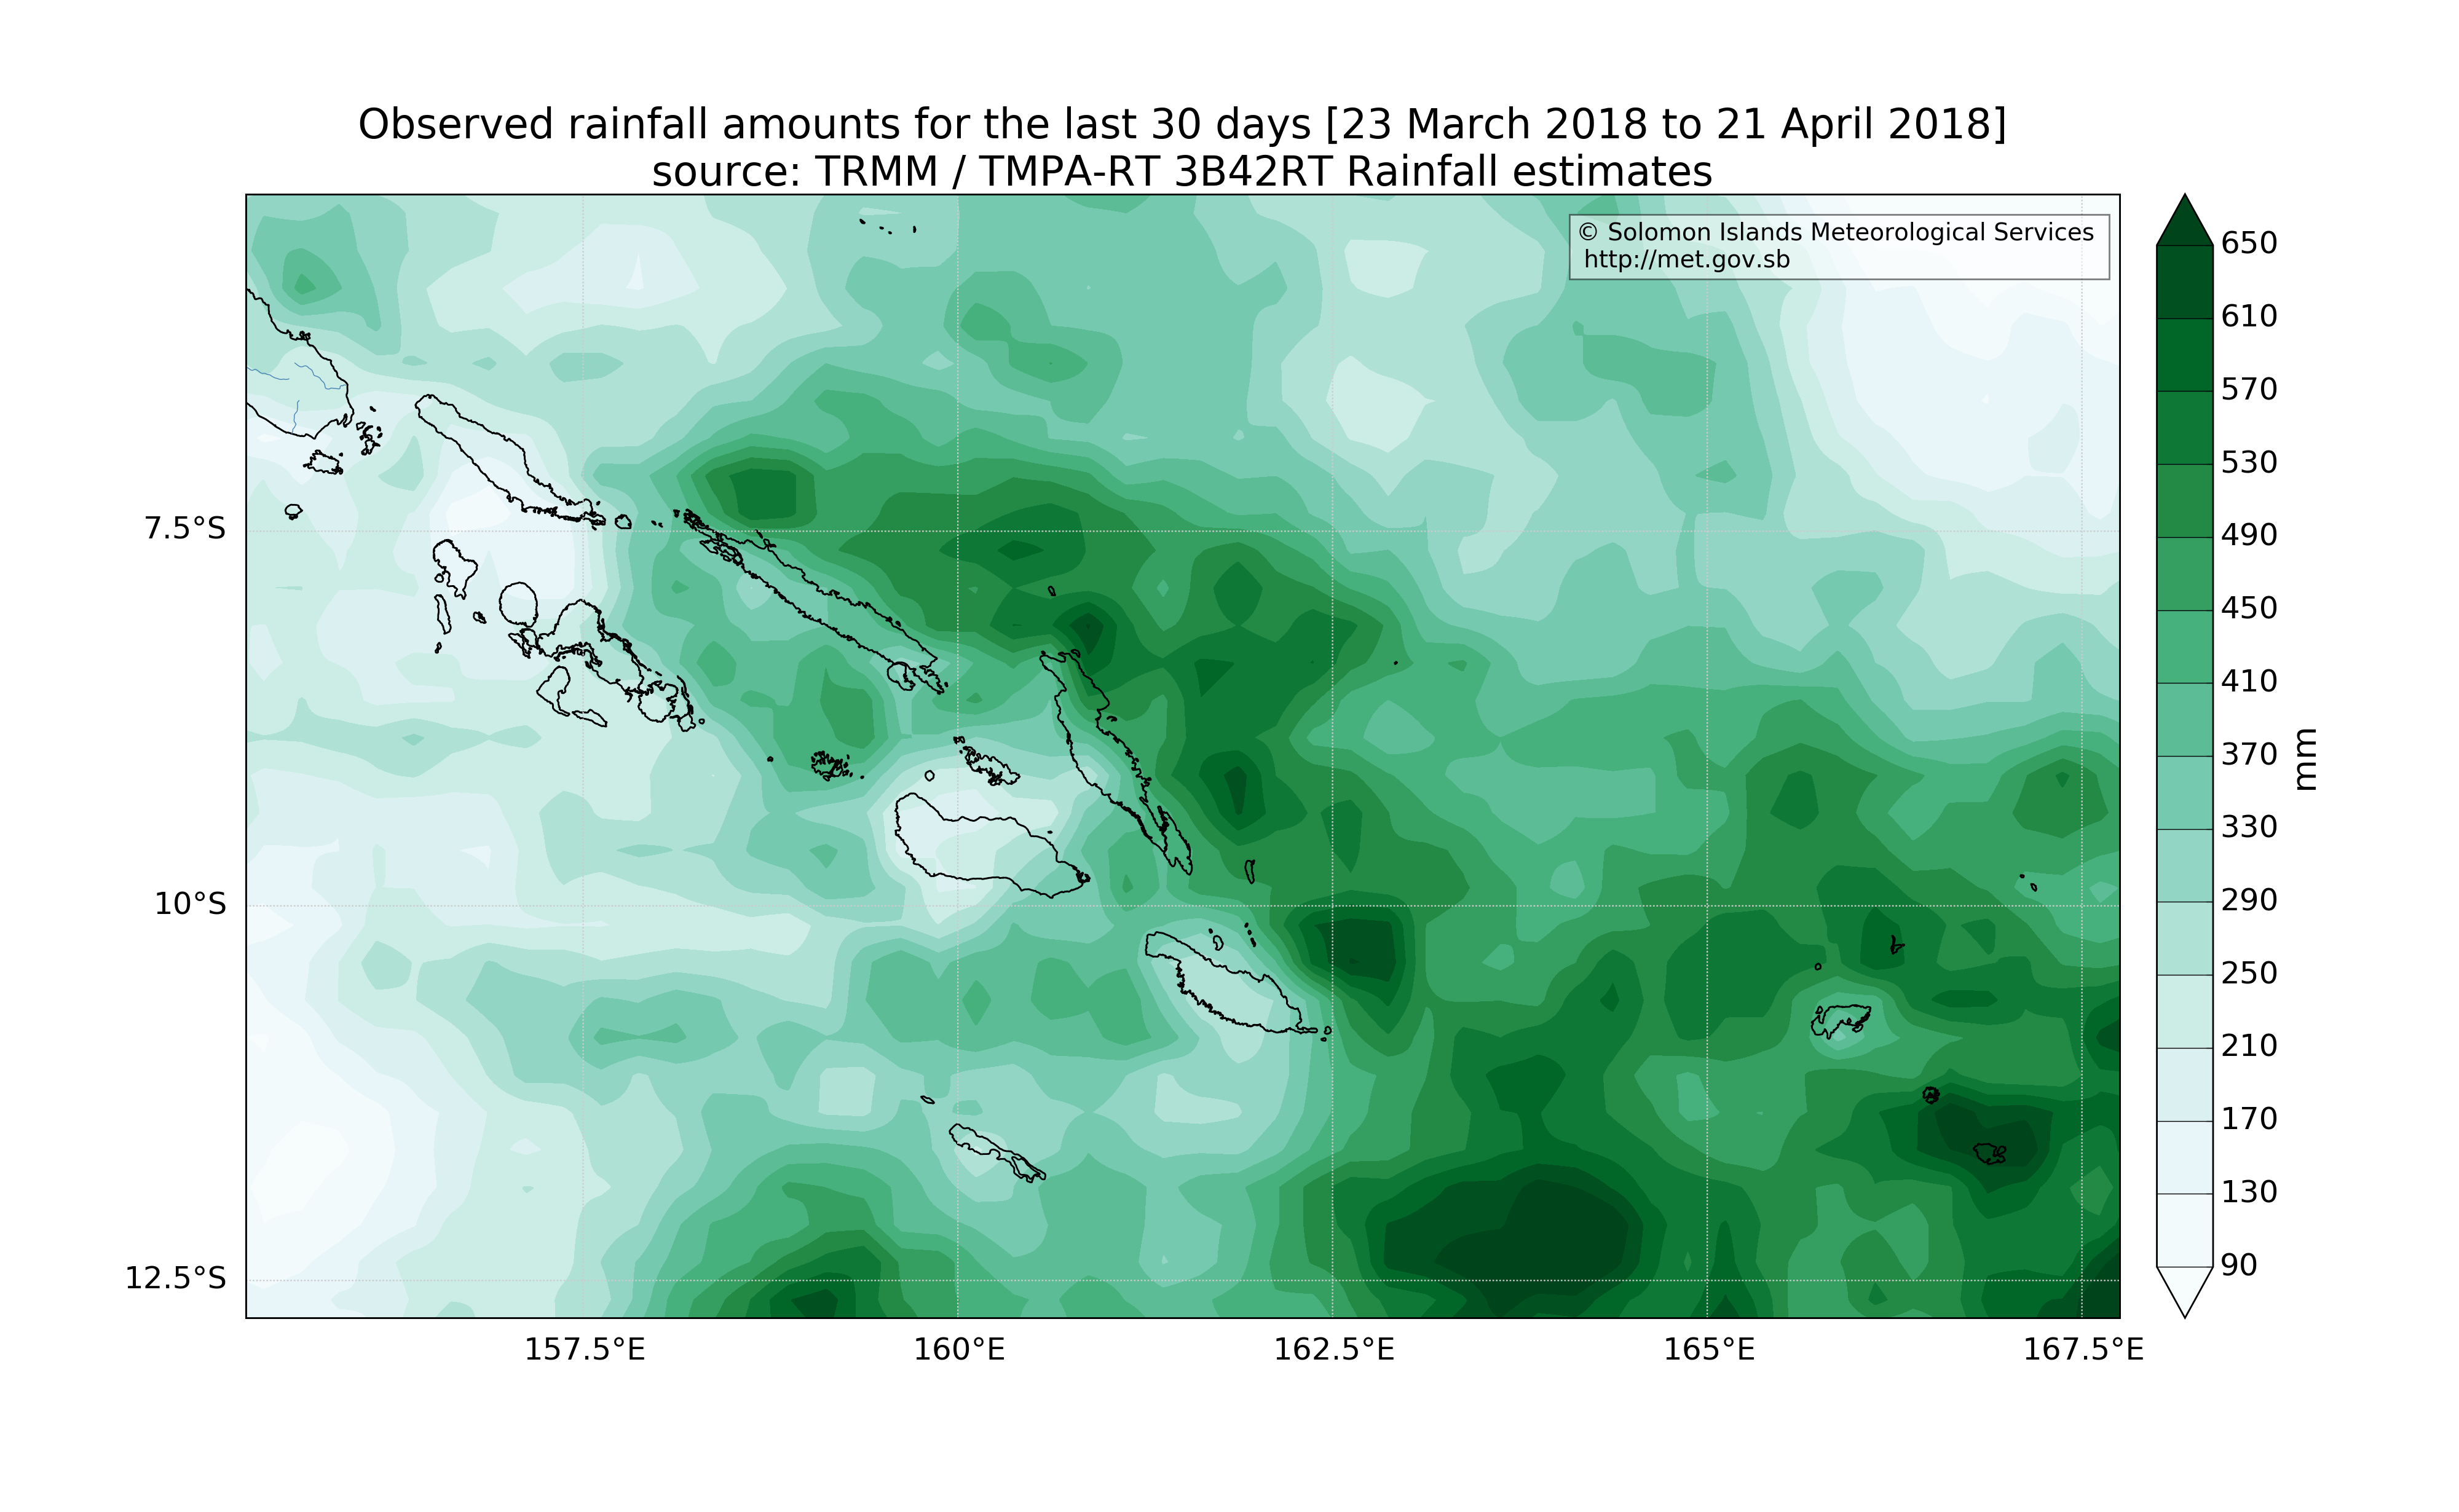 Observed rainfall amounts for the last 30 days [23 March 2018 to 21 April 2018]
source: TRMM / TMPA-RT 3B42RT Rainfall estimates
© Solomon Islands Meteorological Services
http://met.gov.sb
7.5°S
10°S
12.5°S
157.5°E
160°E
162.5°E
165°E
167.5°E
650
610
570
530
490
450
410
370
330
290
250
210
170
130
90
mm